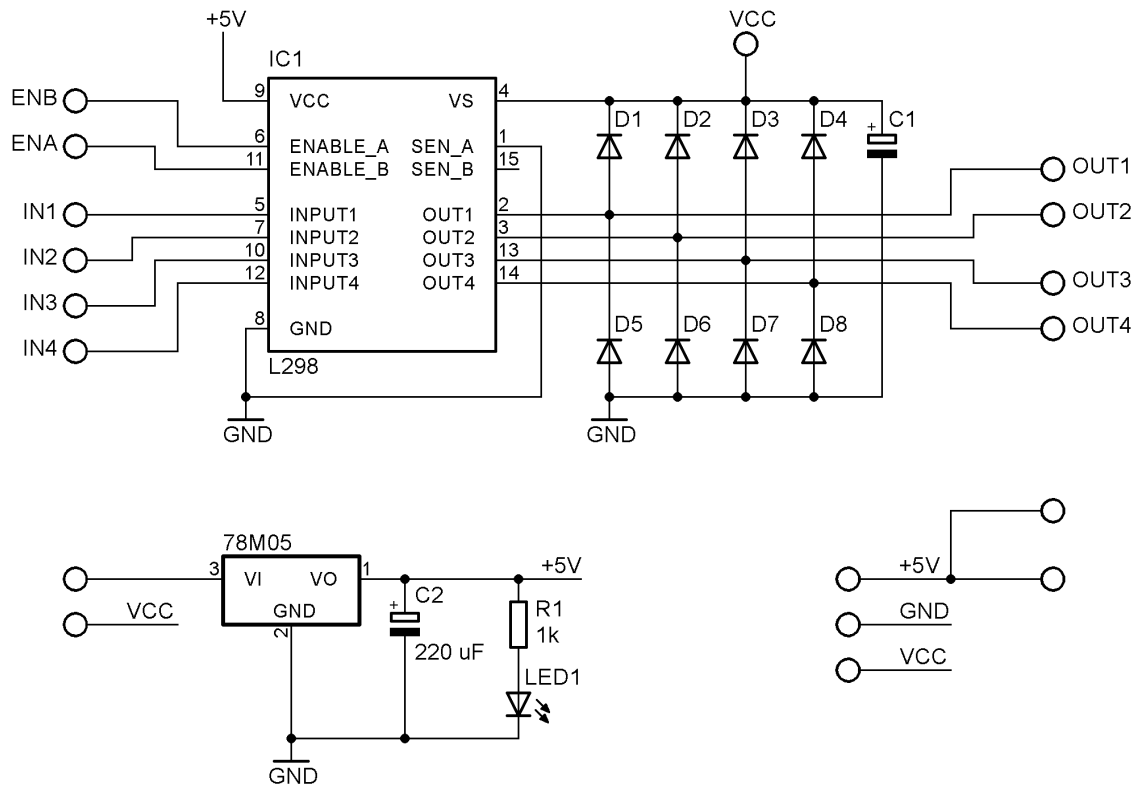 +5V
VCC
IC1
ENB
9
VCC
VS
4
D1
D2
D3
D4
C1
+
ENA
6
ENABLE_A
SEN_A
1
11
ENABLE_B
SEN_B
15
OUT1
IN1
5
INPUT1
OUT1
2
OUT2
7
INPUT2
OUT2
3
IN2
10
INPUT3
OUT3
13
12
INPUT4
OUT4
14
OUT3
IN3
8
GND
D5
D6
D7
D8
OUT4
IN4
L298
GND
GND
78M05
3
VI
VO
1
+5V
+5V
C2
+
R1
VCC
GND
2
1k
GND
220 uF
LED1
VCC
GND